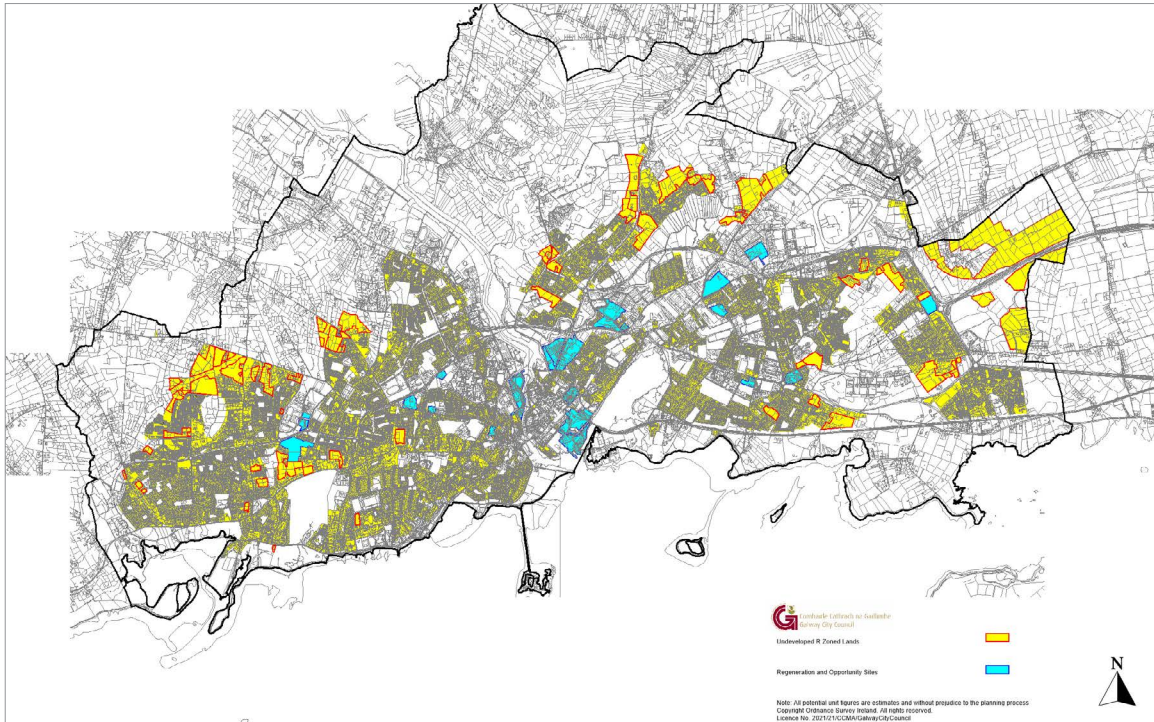 Comhairle Cathrach na Gaillimhe
Galway City Council
Undeveloped R Zoned Lands
Regeneration and Opportunity Sites
N
Note: All potential unit figures are estimates and without prejudice to the planning process
Copyright Ordnance Survey Ireland. All rights reserved.
Licence No. 2021/21/CCMA/GalwayCityCouncil